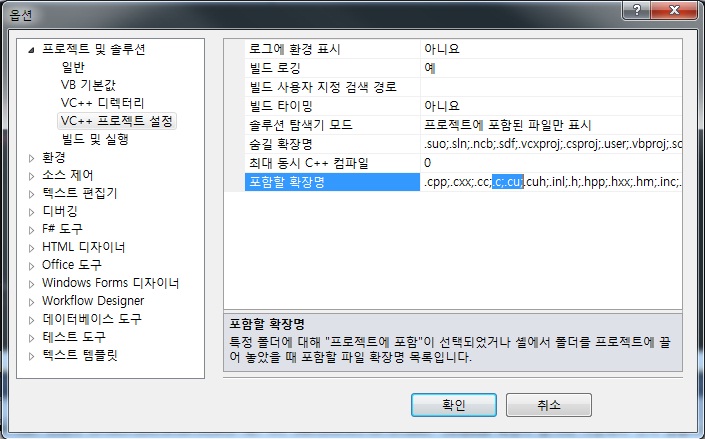 옵션
프로젝트 및 솔루션
일반
VB 기본값
VC++ 디렉터리
VC++ 프로젝트 설정
빌드 및 실행
환경
소스 제어
텍스트 편집기
디버깅
F# 도구
HTML 디자이너
Office 도구
Windows Forms 디자이너
Workflow Designer
데이터베이스 도구
테스트 도구
텍스트 템플릿
로그에 환경 표시 아니요
빌드 로깅 예
빌드 사용자 지정 검색 경로
빌드 타이밍 아니요
솔루션 탐색기 모드 프로젝트에 포함된 파일만 표시
숨길 확장명 .suo;.sln;.ncb;.sdf;.vcxproj;.csproj;.user;.vbproj;.sc
최대 동시 C++ 컴파일 0
포함할 확장명 .cpp;.cxx;.cc;.c;.cu;.cuh;.inl;.h;.hpp;.hxx;.hm;.inc;.
포함할 확장명
특정 폴더에 대해 "프로젝트에 포함"이 선택되었거나 셸에서 폴더를 프로젝트에 끌
어 놓았을 때 포함할 파일 확장명 목록입니다.
확인 취소